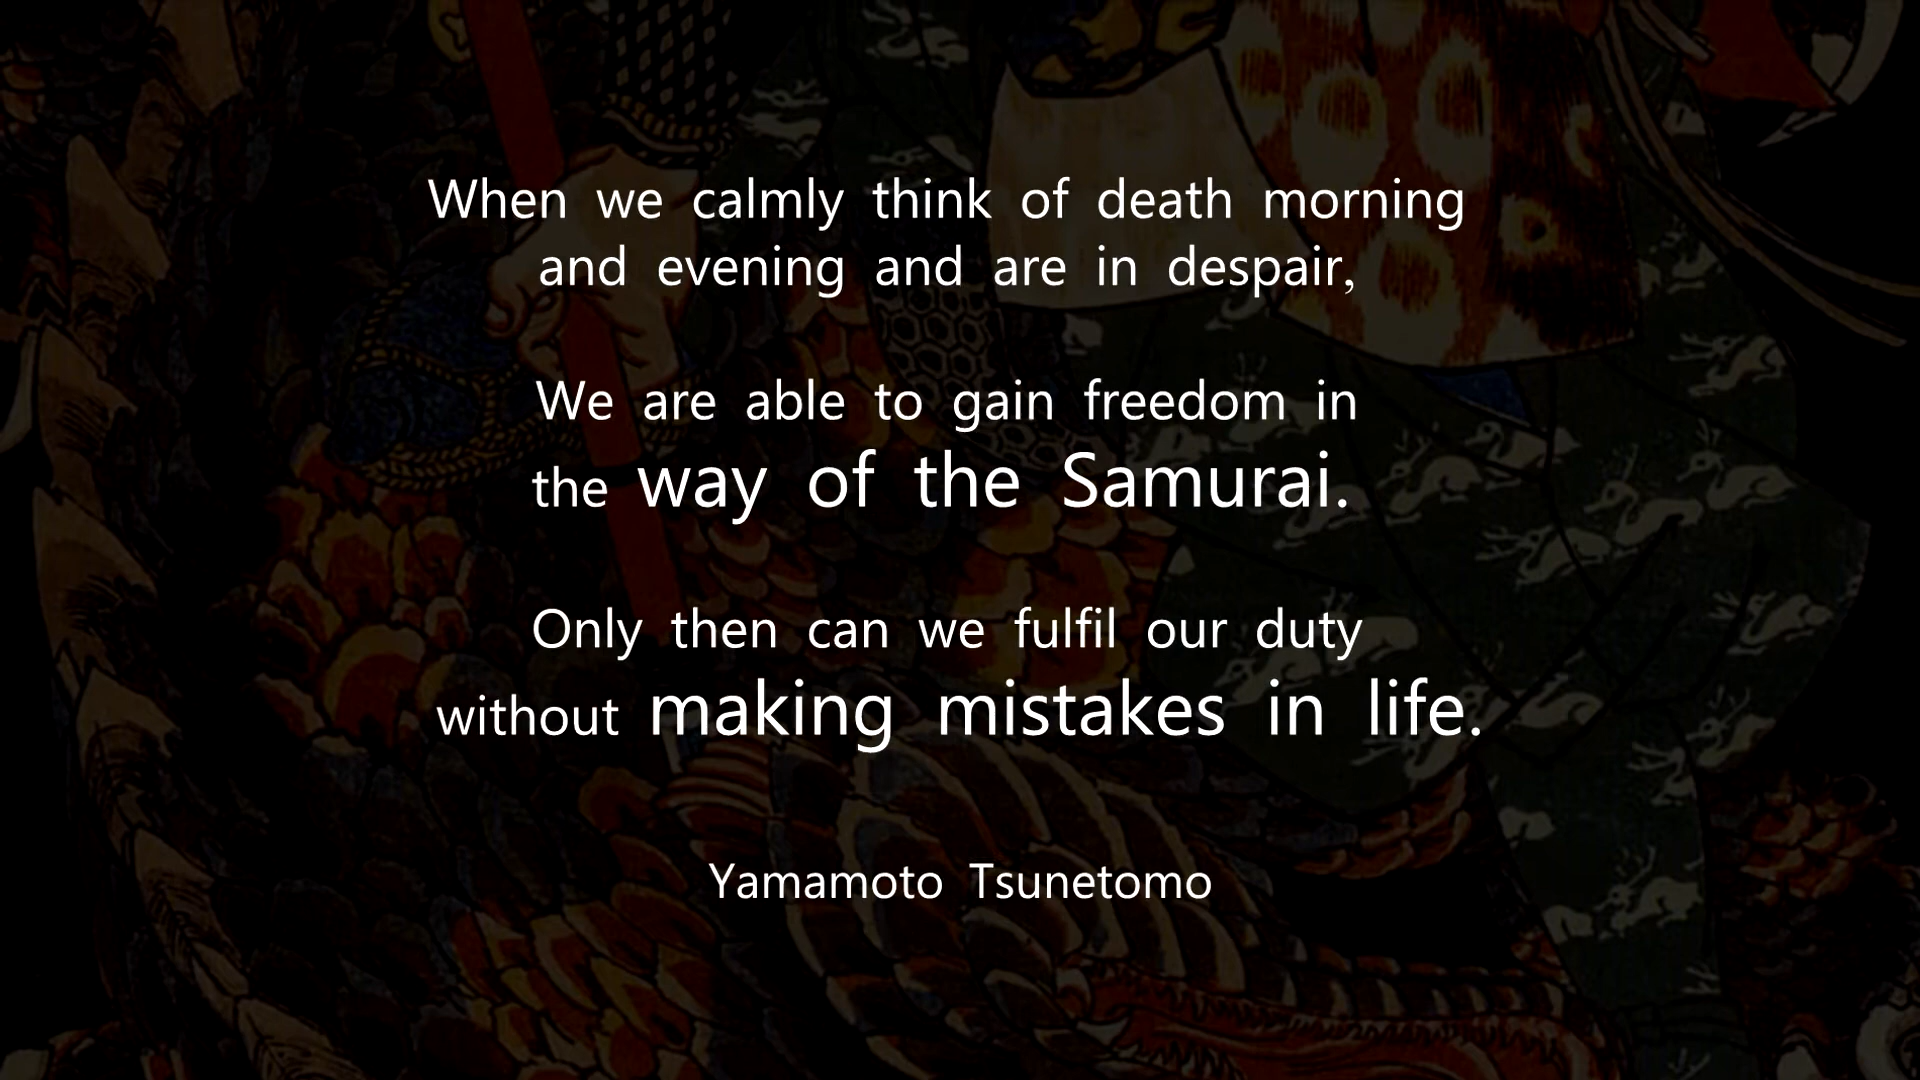 When we calmly think of death morning
and evening and are in despair,
We are able to gain freedom in
the way of the Samurai.
Only then can we fulfil our duty
without making mistakes in life.
Yamamoto Tsunetomo